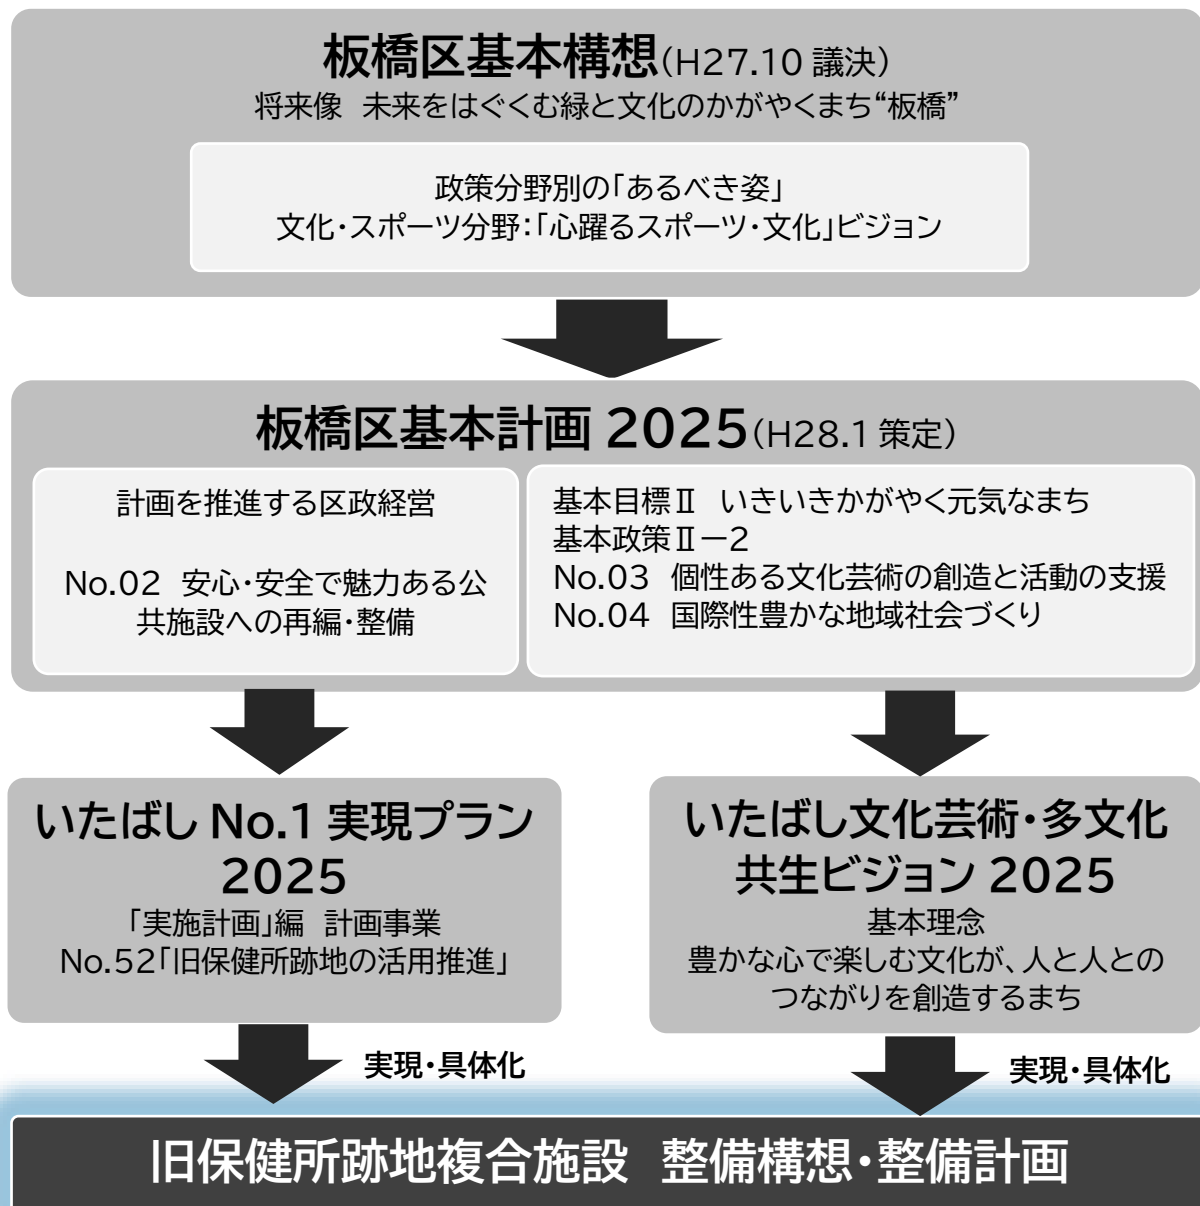 板橋区基本構想(H27.10 議決)
将来像 未来をはぐくむ緑と文化のかがやくまち“板橋”
政策分野別の「あるべき姿」
文化・スポーツ分野：「心躍るスポーツ・文化」ビジョン
板橋区基本計画 2025(H28.1 策定)
計画を推進する区政経営
No.02 安心・安全で魅力ある公
共施設への再編・整備
基本目標Ⅱ いきいきかがやく元気なまち
基本政策Ⅱー2
No.03 個性ある文化芸術の創造と活動の支援
No.04 国際性豊かな地域社会づくり
いたばし No.1 実現プラン
2025
「実施計画」編 計画事業
No.52「旧保健所跡地の活用推進」
いたばし文化芸術・多文化
共生ビジョン 2025
基本理念
豊かな心で楽しむ文化が、人と人との
つながりを創造するまち
実現・具体化
実現・具体化
旧保健所跡地複合施設 整備構想・整備計画